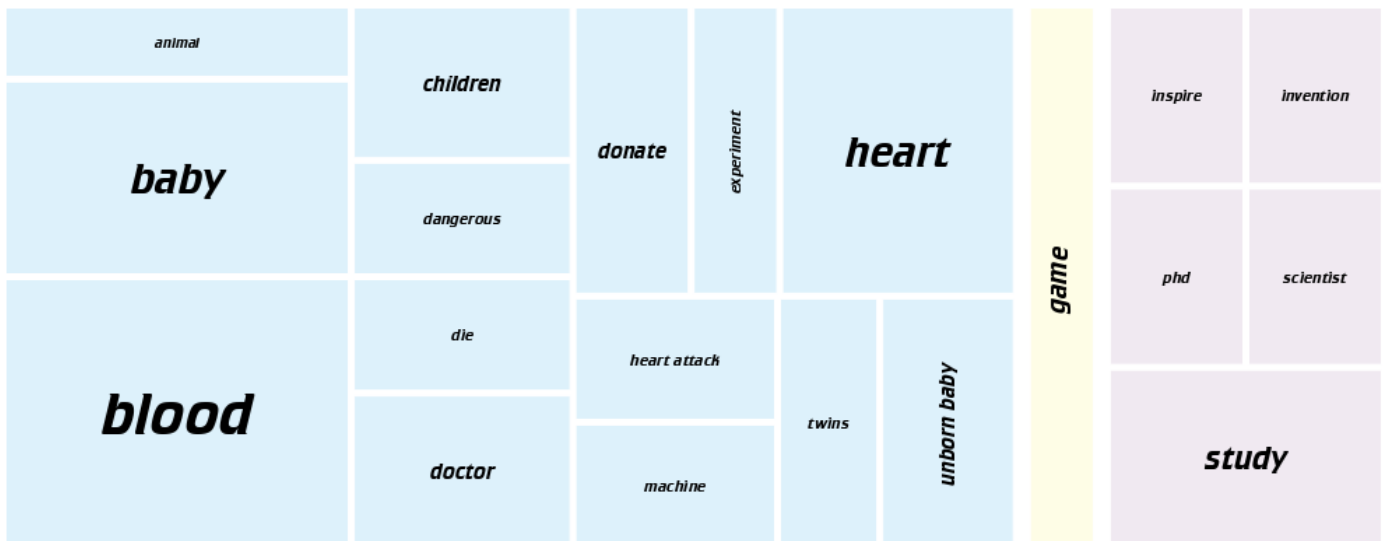 animal
baby
blood
children
dangerous
die
doctor
donate
experiment
heart
heart attack
machine
twins
unborn baby
game
inspire
invention
phd
scientist
study